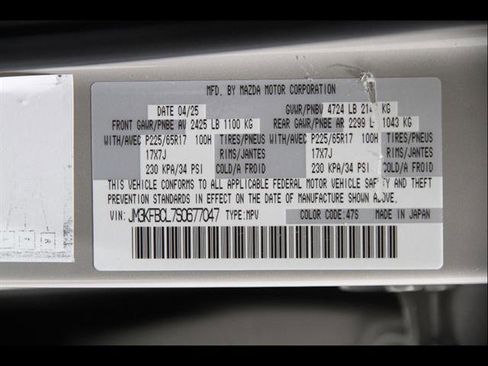 MFD. BY MAZDA MOTOR CORPORATION
DATE 04/25 GVWR/PNBV 4724 LB
FRONT GAWR/PNBE AV 2425 LB 1100 KG REAR GAWR/PNBE AR 2299 L 1043 KG
WITH/AVEC P225/65R17 100H TIRES/PNEUS WITH/AVEC P225/65R17 100H TIRES/PNEUS
17X7J RIMS/JANTES 17X7J RIMS/JANTES
230 KPA/34 PSI COLD/A FROID 230 KPA/34 PSI COLD/A FROID
THIS VEHICLE CONFORMS TO ALL APPLICABLE FEDERAL MOTOR VEHICLE SAFETY AND THEFT
PREVENTION STANDARDS IN EFFECT ON THE DATE OF MANUFACTURE SHOWN ABOVE.
VIN: JM3KFBCL7S0677047 TYPE:MPV COLOR CODE:47S MADE IN JAPAN